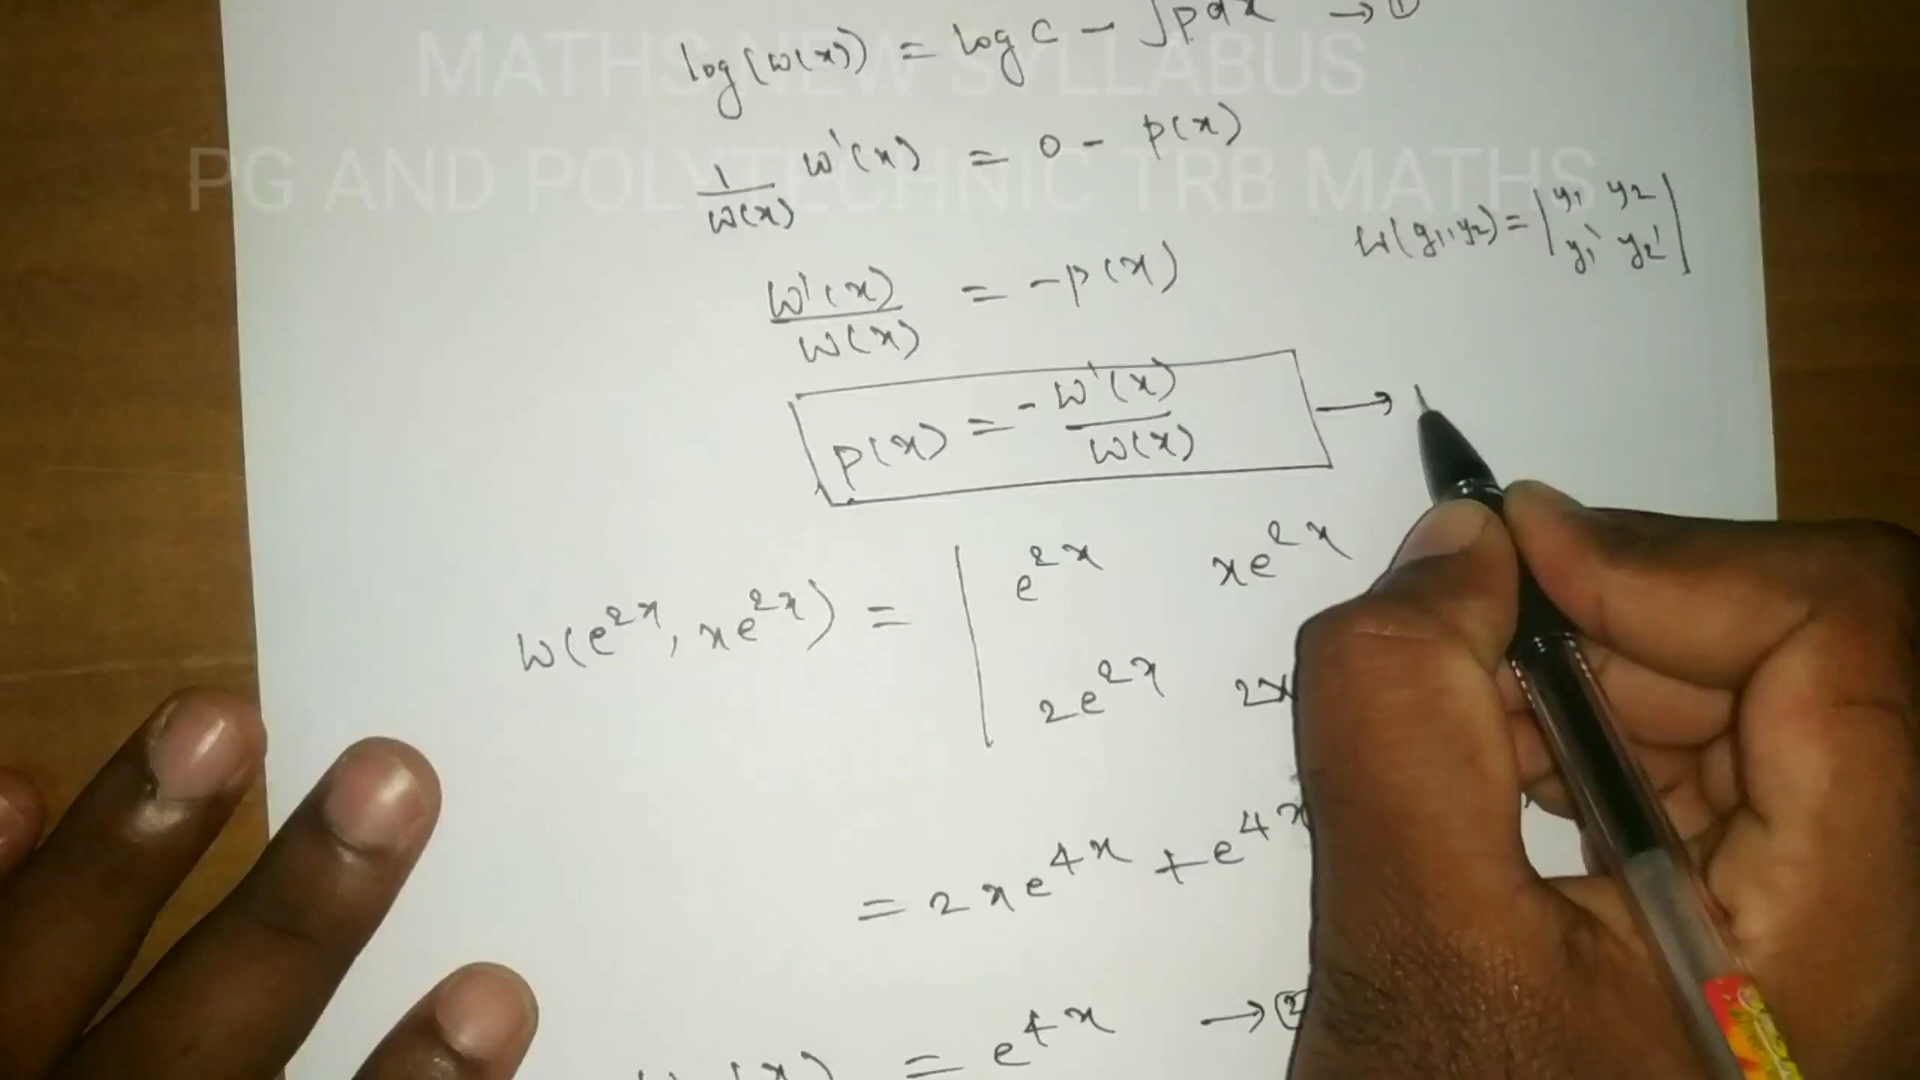 log(w(x)) = log c - ∫pdx → ①
MATHS NEW SYLLABUS
1/w(x) w'(x) = 0 - p(x)
PG AND POLYTECHNIC TRB MATHS
W(y1,y2) = |y1 y2
y1' y2'|
w'(x)/w(x) = -p(x)
p(x) = - w'(x)/w(x) →
W(e^2x, xe^2x) = | e^2x xe^2x
2e^2x 2x
= 2xe^4x + e^4x
(x) = e^4x → ②